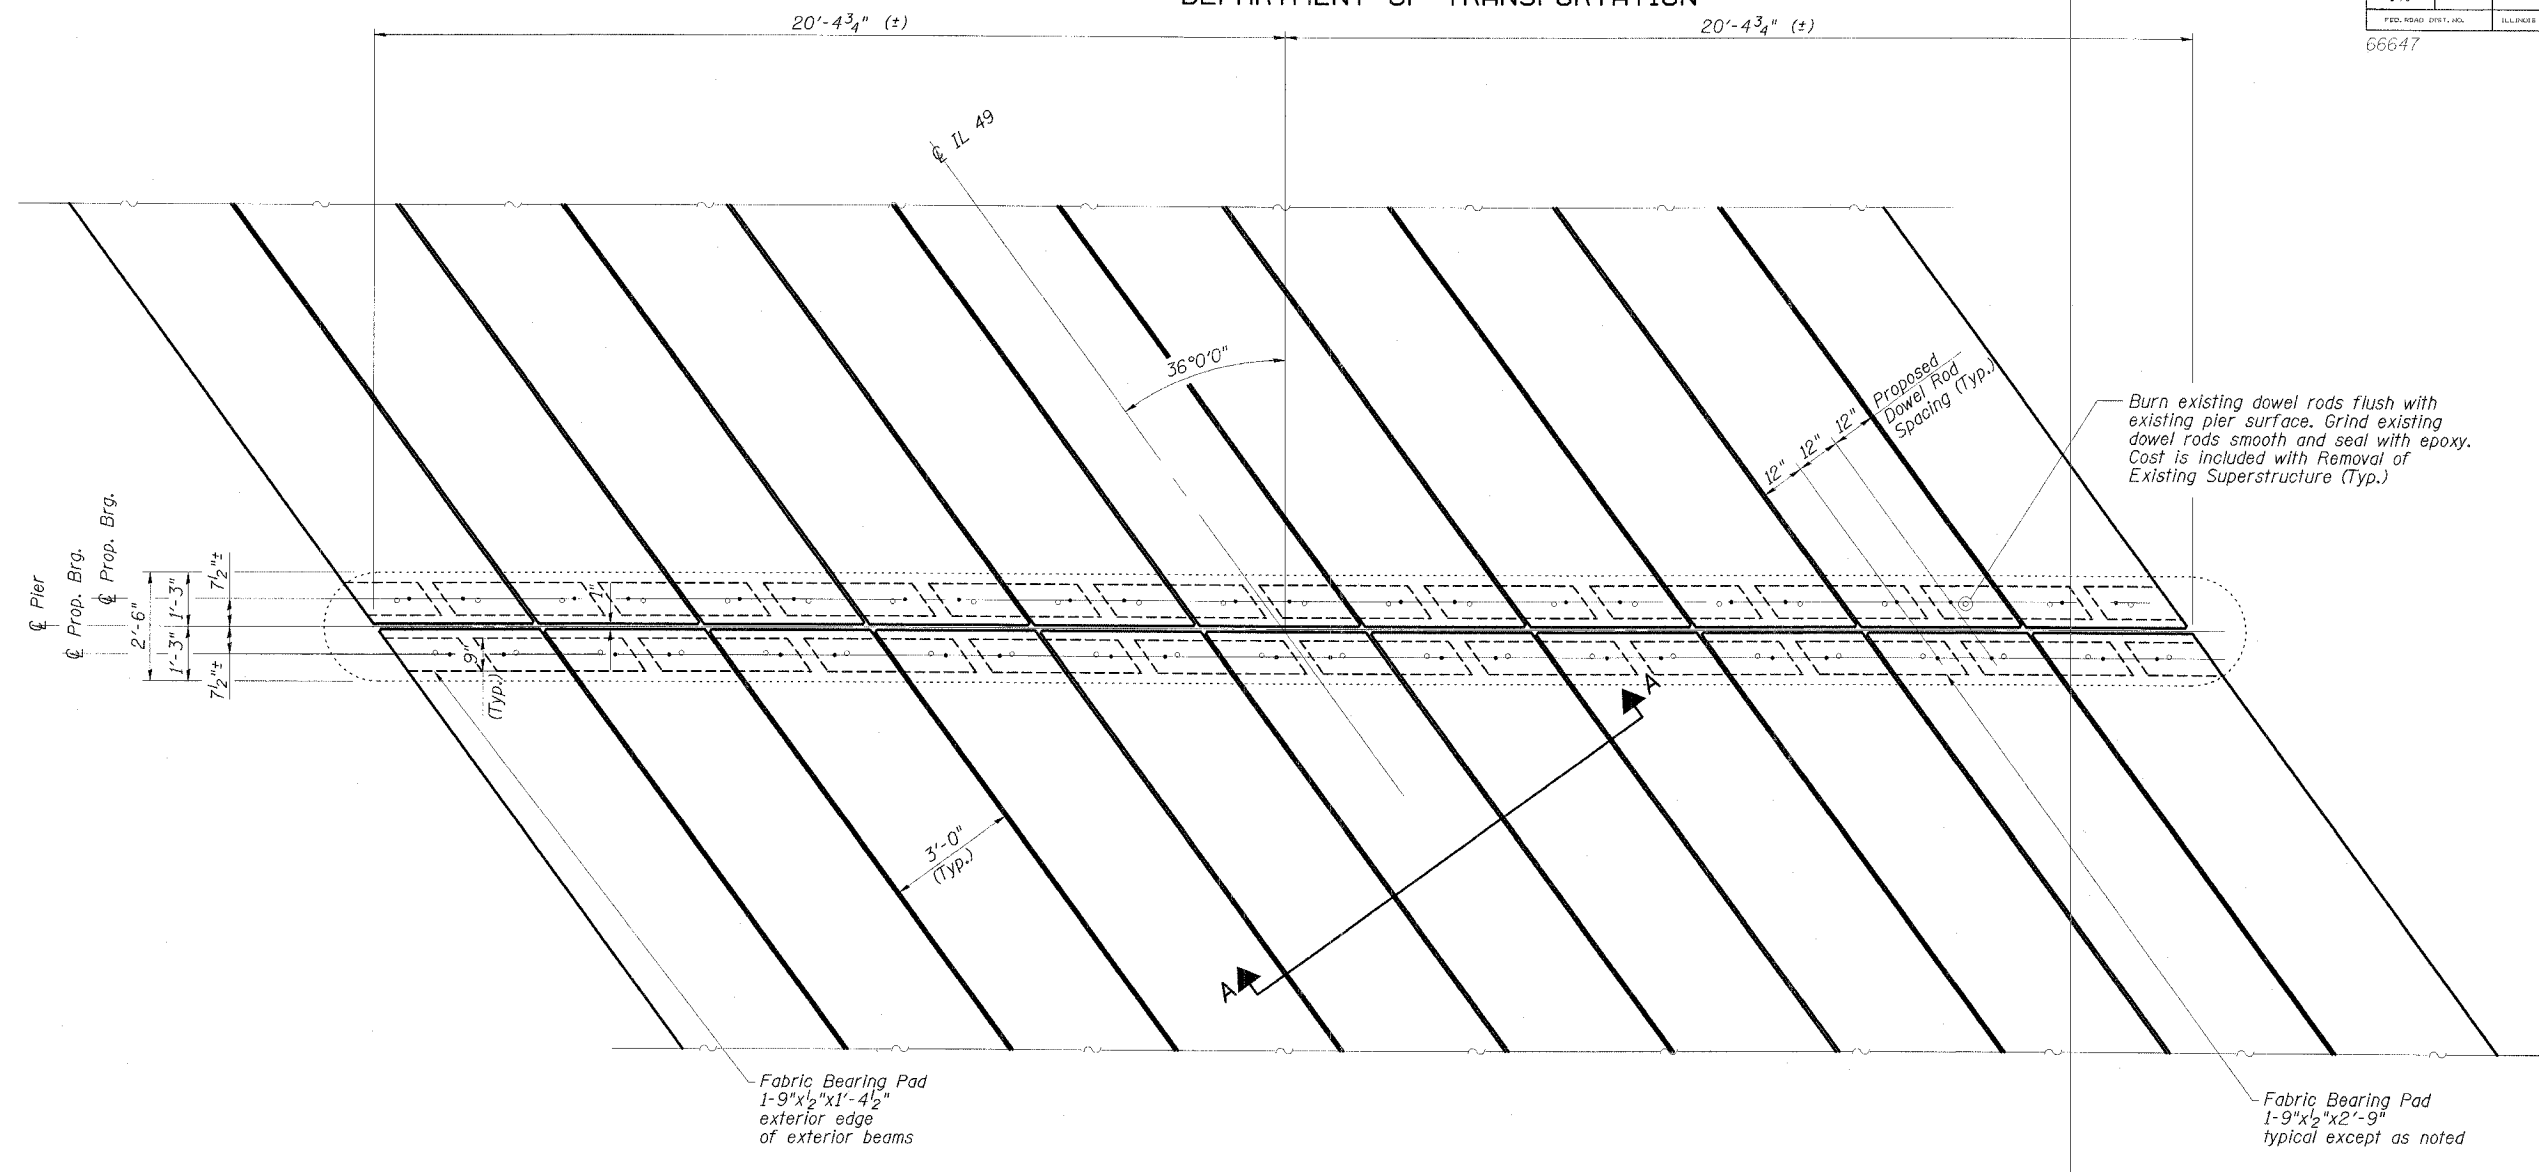 DEPARTMENT OF TRANSPORTATION
FED. ROAD DIST. NO.
ILLINOIS
66647
20'-4¾" (±)
20'-4¾" (±)
℄ IL 49
36°0'0"
12"
12"
12"
Proposed
Dowel Rod
Spacing (Typ.)
Burn existing dowel rods flush with
existing pier surface. Grind existing
dowel rods smooth and seal with epoxy.
Cost is included with Removal of
Existing Superstructure (Typ.)
℄ Pier
℄ Prop. Brg.
℄ Prop. Brg.
2'-6"
1'-3"
1'-3"
7½"±
7½"±
1"
9"
(Typ.)
3'-0"
(Typ.)
A
A
Fabric Bearing Pad
1-9"x½"x1'-4½"
exterior edge
of exterior beams
Fabric Bearing Pad
1-9"x½"x2'-9"
typical except as noted